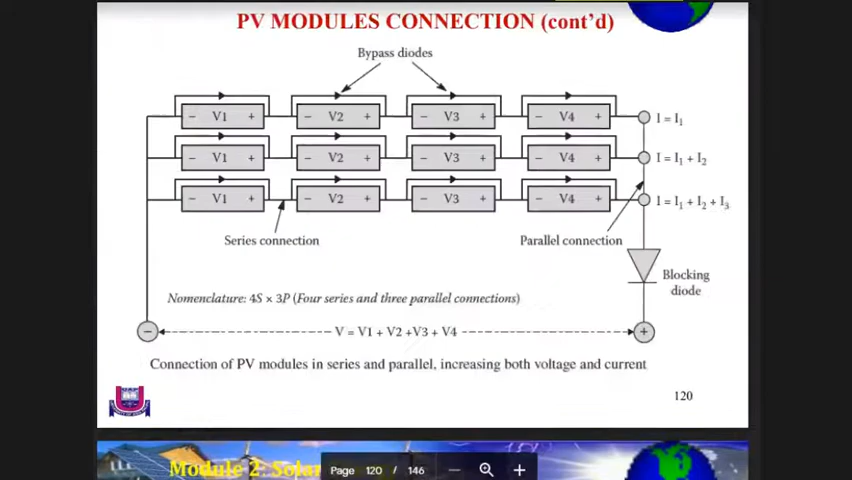 PV MODULES CONNECTION (cont'd)
Bypass diodes
− V1 + − V2 + − V3 + − V4 + I = I₁
− V1 + − V2 + − V3 + − V4 + I = I₁ + I₂
− V1 + − V2 + − V3 + − V4 + I = I₁ + I₂ + I₃
Series connection
Parallel connection
Blocking
diode
Nomenclature: 4S × 3P (Four series and three parallel connections)
− V = V1 + V2 +V3 + V4 +
Connection of PV modules in series and parallel, increasing both voltage and current
120
Module 2: Solar
Page 120 / 146 − +